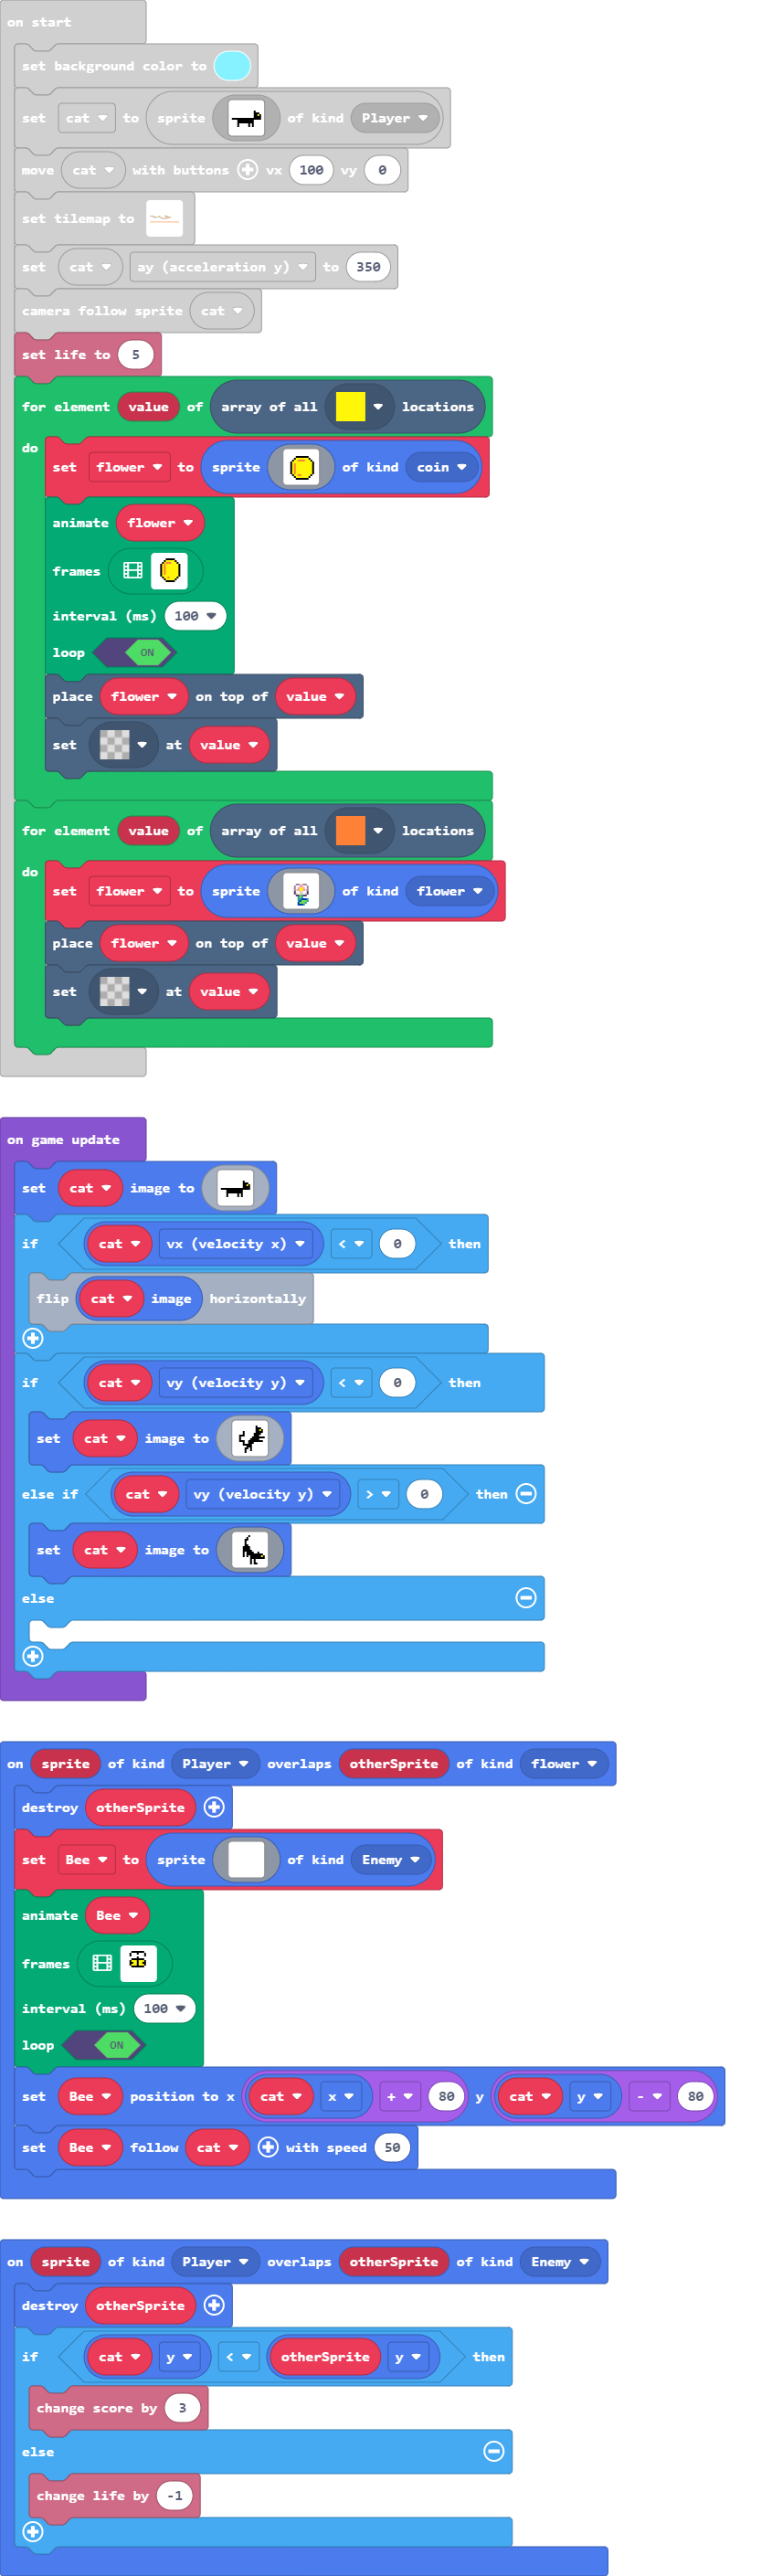 on start
set background color to
set cat to sprite of kind Player
move cat with buttons vx 100 vy 0
set tilemap to
set cat ay (acceleration y) to 350
camera follow sprite cat
set life to 5
for element value of array of all locations
do
set flower to sprite of kind coin
animate flower
frames
interval (ms) 100
loop ON
place flower on top of value
set at value
for element value of array of all locations
do
set flower to sprite of kind flower
place flower on top of value
set at value
on game update
set cat image to
if cat vx (velocity x) < 0 then
flip cat image horizontally
if cat vy (velocity y) < 0 then
set cat image to
else if cat vy (velocity y) > 0 then
set cat image to
else
on sprite of kind Player overlaps otherSprite of kind flower
destroy otherSprite
set Bee to sprite of kind Enemy
animate Bee
frames
interval (ms) 100
loop ON
set Bee position to x cat x + 80 y cat y - 80
set Bee follow cat with speed 50
on sprite of kind Player overlaps otherSprite of kind Enemy
destroy otherSprite
if cat y < otherSprite y then
change score by 3
else
change life by -1